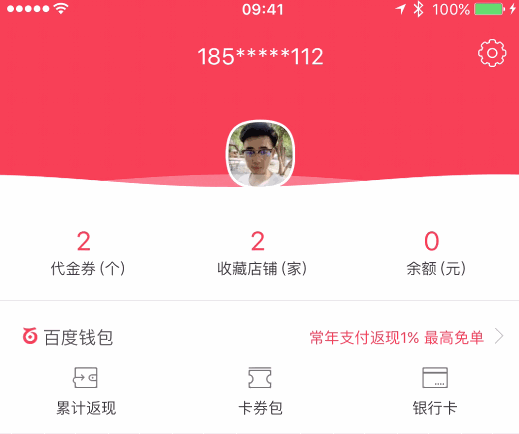 09:41
100%
185*****112
2
2
0
代金券 (个)
收藏店铺 (家)
余额 (元)
百度钱包
常年支付返现1% 最高免单
累计返现
卡券包
银行卡